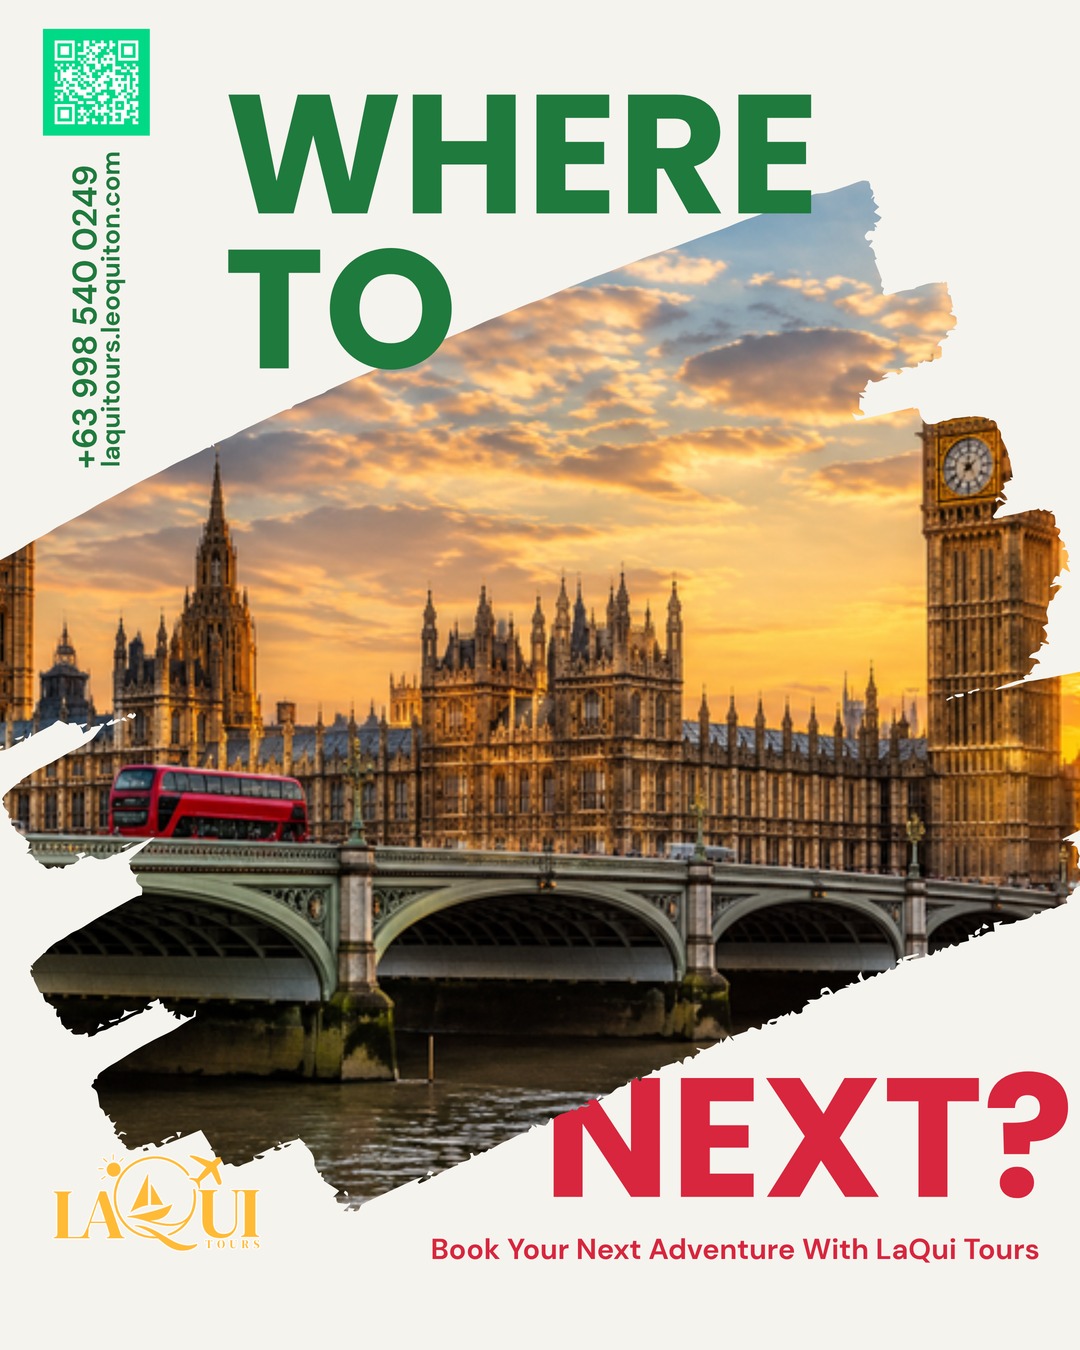 +63 998 540 0249
laquitours.leoquiton.com
WHERE
TO
NEXT?
LAQUI
TOURS
Book Your Next Adventure With LaQui Tours